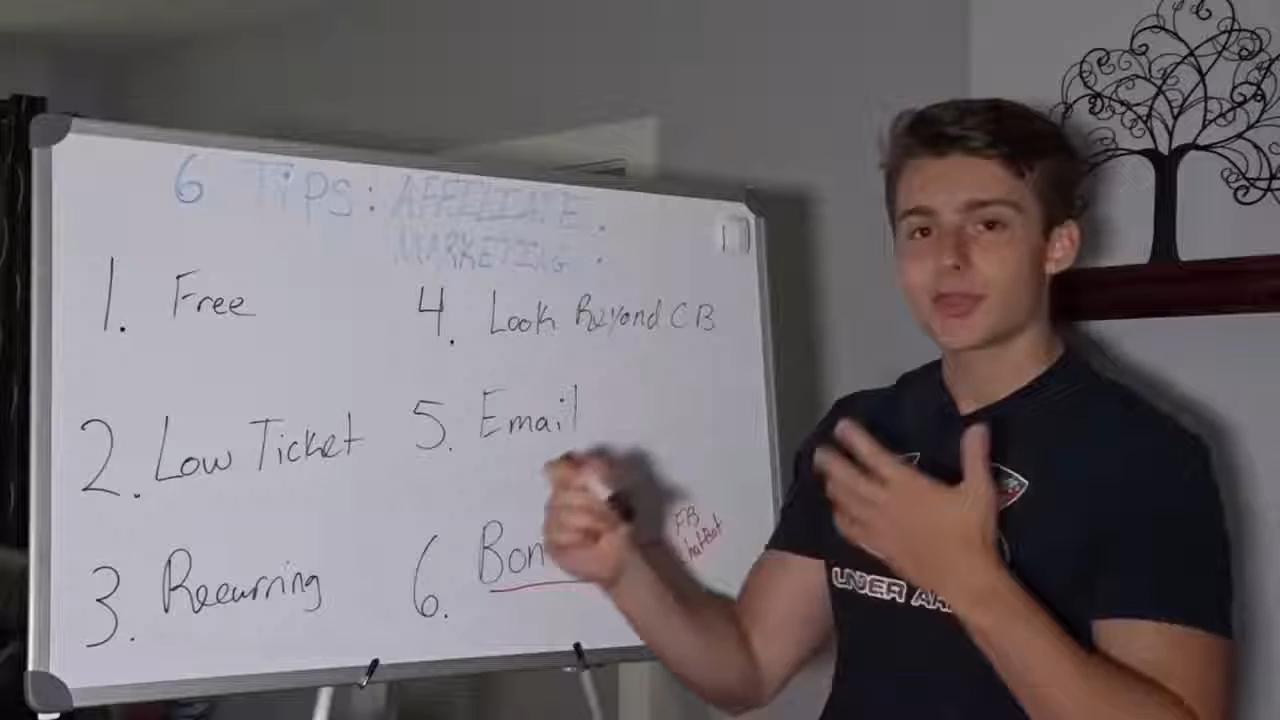 6 TiPS: AFFILIATE
MARKETING
1. Free
2. Low Ticket
3. Recurring
4. Look Beyond CB
5. Email
6. Bon
FB
ChatBot
UNDER AR